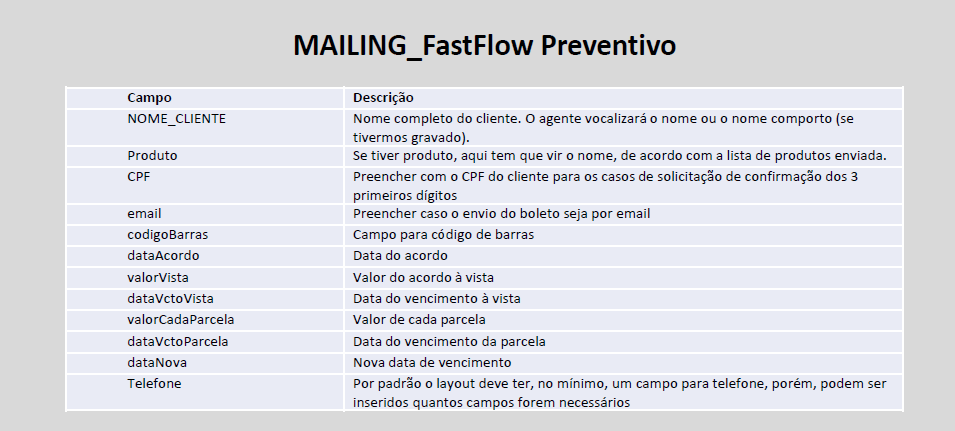 MAILING_FastFlow Preventivo
Campo Descrição
NOME_CLIENTE Nome completo do cliente. O agente vocalizará o nome ou o nome comporto (se
tivermos gravado).
Produto Se tiver produto, aqui tem que vir o nome, de acordo com a lista de produtos enviada.
CPF Preencher com o CPF do cliente para os casos de solicitação de confirmação dos 3
primeiros dígitos
email Preencher caso o envio do boleto seja por email
codigoBarras Campo para código de barras
dataAcordo Data do acordo
valorVista Valor do acordo à vista
dataVctoVista Data do vencimento à vista
valorCadaParcela Valor de cada parcela
dataVctoParcela Data do vencimento da parcela
dataNova Nova data de vencimento
Telefone Por padrão o layout deve ter, no mínimo, um campo para telefone, porém, podem ser
inseridos quantos campos forem necessários